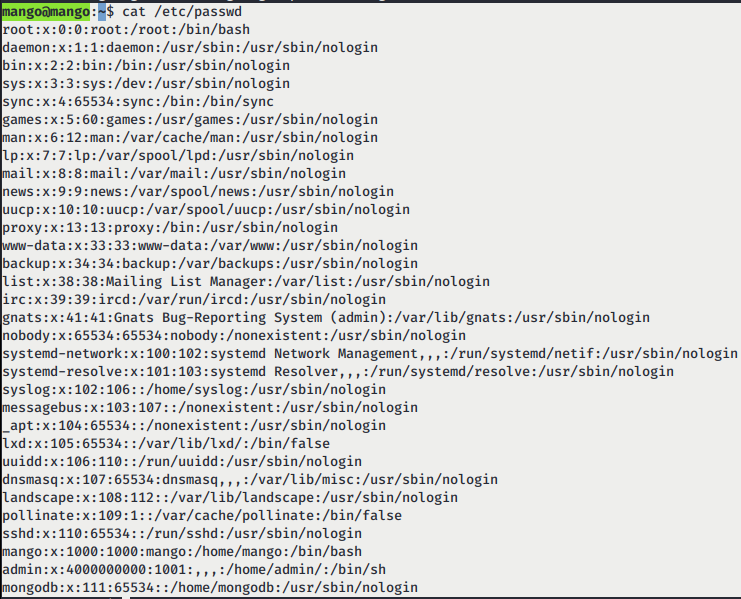 mango@mango:~$ cat /etc/passwd
root:x:0:0:root:/root:/bin/bash
daemon:x:1:1:daemon:/usr/sbin:/usr/sbin/nologin
bin:x:2:2:bin:/bin:/usr/sbin/nologin
sys:x:3:3:sys:/dev:/usr/sbin/nologin
sync:x:4:65534:sync:/bin:/bin/sync
games:x:5:60:games:/usr/games:/usr/sbin/nologin
man:x:6:12:man:/var/cache/man:/usr/sbin/nologin
lp:x:7:7:lp:/var/spool/lpd:/usr/sbin/nologin
mail:x:8:8:mail:/var/mail:/usr/sbin/nologin
news:x:9:9:news:/var/spool/news:/usr/sbin/nologin
uucp:x:10:10:uucp:/var/spool/uucp:/usr/sbin/nologin
proxy:x:13:13:proxy:/bin:/usr/sbin/nologin
www-data:x:33:33:www-data:/var/www:/usr/sbin/nologin
backup:x:34:34:backup:/var/backups:/usr/sbin/nologin
list:x:38:38:Mailing List Manager:/var/list:/usr/sbin/nologin
irc:x:39:39:ircd:/var/run/ircd:/usr/sbin/nologin
gnats:x:41:41:Gnats Bug-Reporting System (admin):/var/lib/gnats:/usr/sbin/nologin
nobody:x:65534:65534:nobody:/nonexistent:/usr/sbin/nologin
systemd-network:x:100:102:systemd Network Management,,,:/run/systemd/netif:/usr/sbin/nologin
systemd-resolve:x:101:103:systemd Resolver,,,:/run/systemd/resolve:/usr/sbin/nologin
syslog:x:102:106::/home/syslog:/usr/sbin/nologin
messagebus:x:103:107::/nonexistent:/usr/sbin/nologin
_apt:x:104:65534::/nonexistent:/usr/sbin/nologin
lxd:x:105:65534::/var/lib/lxd/:/bin/false
uuidd:x:106:110::/run/uuidd:/usr/sbin/nologin
dnsmasq:x:107:65534:dnsmasq,,,:/var/lib/misc:/usr/sbin/nologin
landscape:x:108:112::/var/lib/landscape:/usr/sbin/nologin
pollinate:x:109:1::/var/cache/pollinate:/bin/false
sshd:x:110:65534::/run/sshd:/usr/sbin/nologin
mango:x:1000:1000:mango:/home/mango:/bin/bash
admin:x:4000000000:1001:,,,:/home/admin/:/bin/sh
mongodb:x:111:65534::/home/mongodb:/usr/sbin/nologin